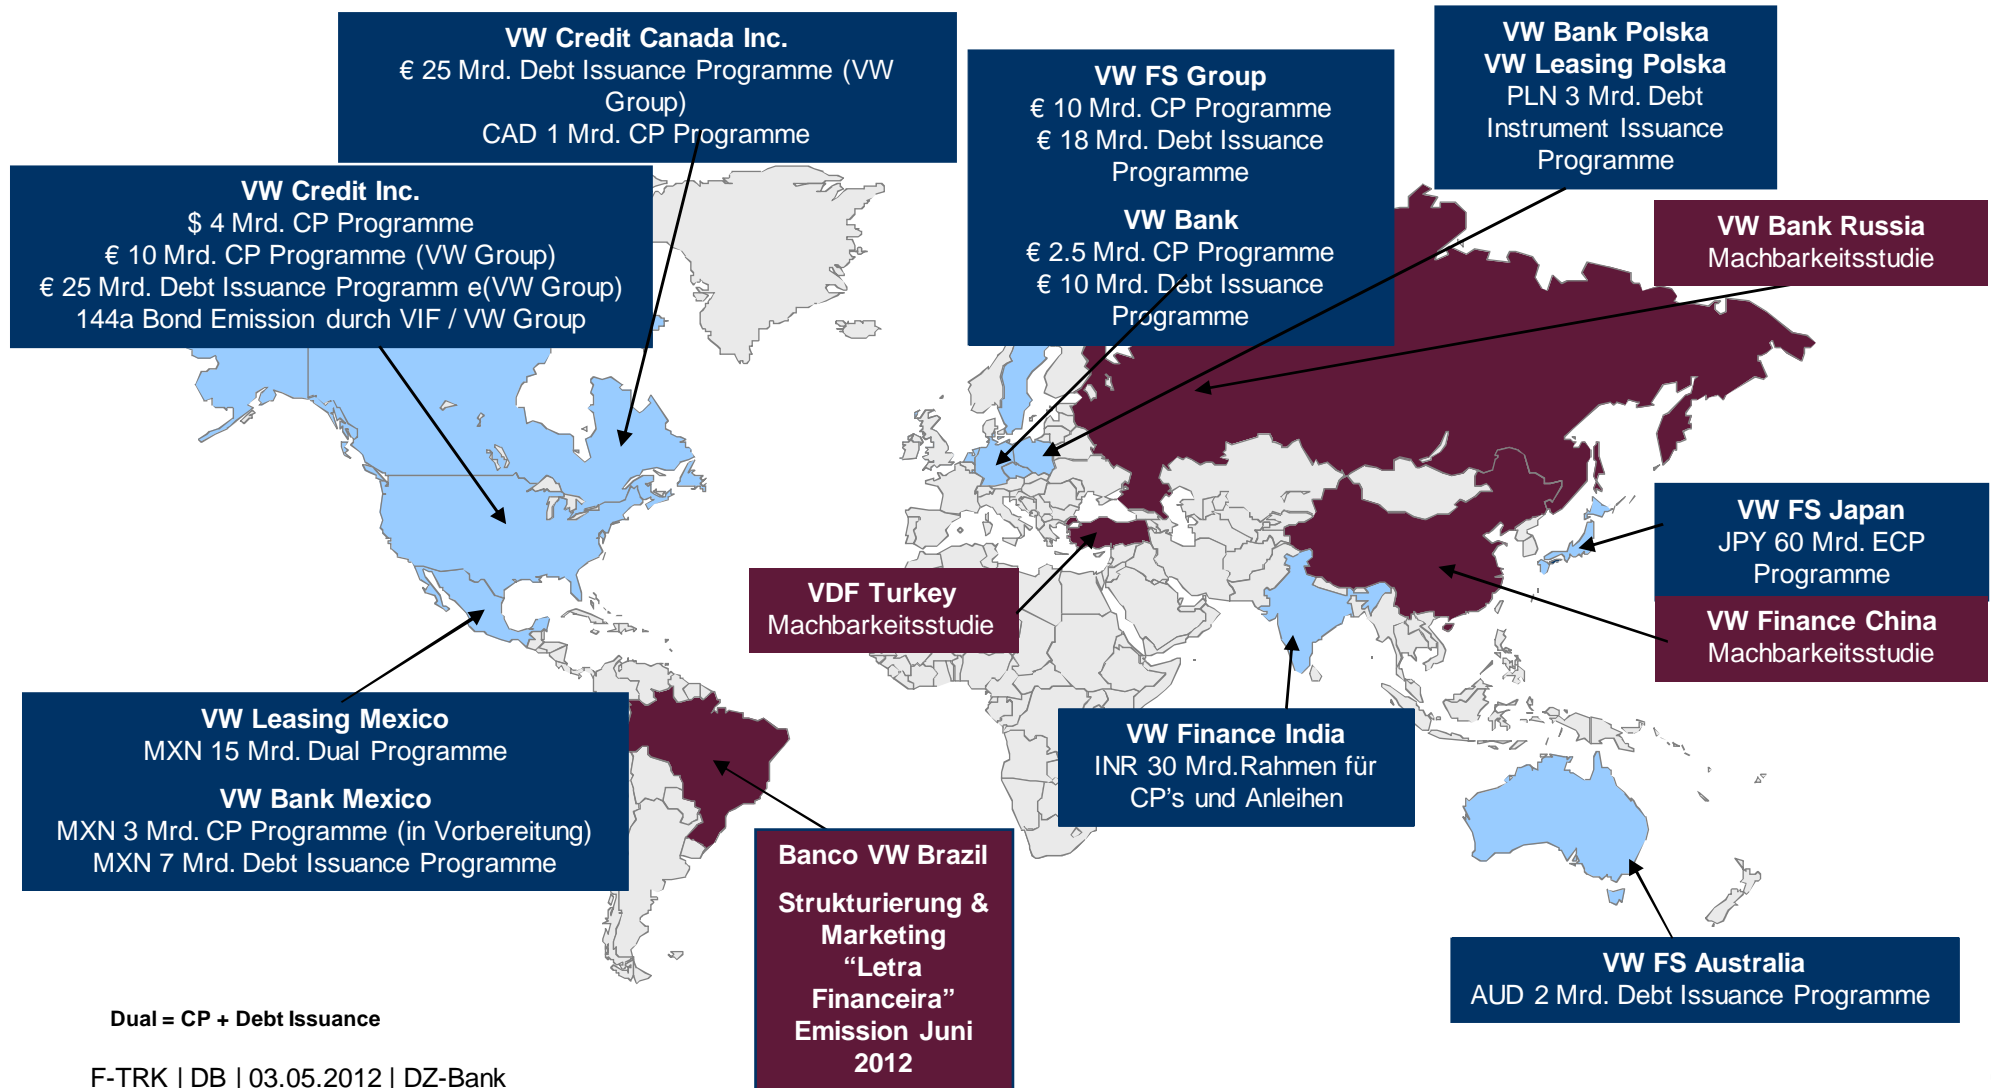 VW Credit Canada Inc.
€ 25 Mrd. Debt Issuance Programme (VW
Group)
CAD 1 Mrd. CP Programme
VW Credit Inc.
$ 4 Mrd. CP Programme
€ 10 Mrd. CP Programme (VW Group)
€ 25 Mrd. Debt Issuance Programm e(VW Group)
144a Bond Emission durch VIF / VW Group
VW FS Group
€ 10 Mrd. CP Programme
€ 18 Mrd. Debt Issuance
Programme
VW Bank
€ 2.5 Mrd. CP Programme
€ 10 Mrd. Debt Issuance
Programme
VW Bank Polska
VW Leasing Polska
PLN 3 Mrd. Debt
Instrument Issuance
Programme
VW Bank Russia
Machbarkeitsstudie
VW FS Japan
JPY 60 Mrd. ECP
Programme
VW Finance China
Machbarkeitsstudie
VDF Turkey
Machbarkeitsstudie
VW Leasing Mexico
MXN 15 Mrd. Dual Programme
VW Bank Mexico
MXN 3 Mrd. CP Programme (in Vorbereitung)
MXN 7 Mrd. Debt Issuance Programme
VW Finance India
INR 30 Mrd.Rahmen für
CP’s und Anleihen
Banco VW Brazil
Strukturierung &
Marketing
“Letra
Financeira”
Emission Juni
2012
VW FS Australia
AUD 2 Mrd. Debt Issuance Programme
Dual = CP + Debt Issuance
F-TRK | DB | 03.05.2012 | DZ-Bank